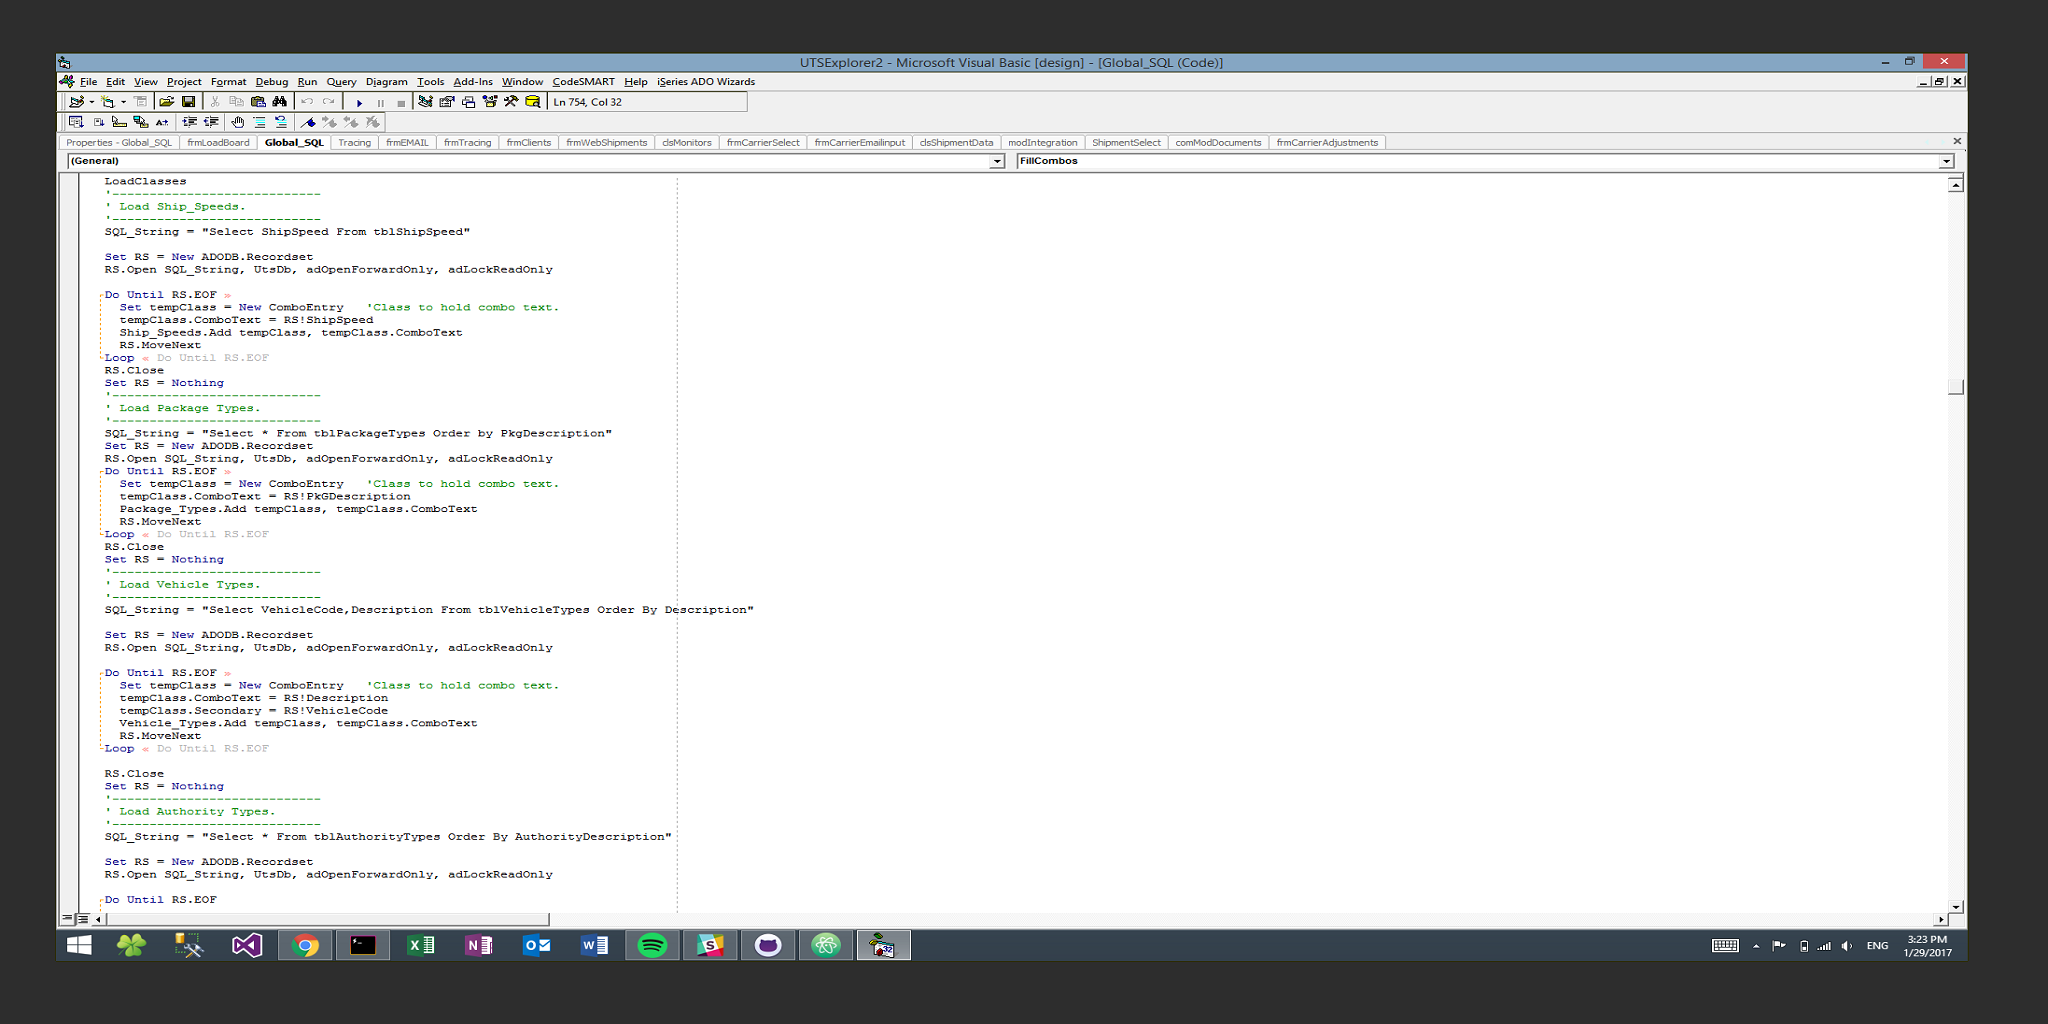 UTSExplorer2 - Microsoft Visual Basic [design] - [Global_SQL (Code)]
File Edit View Project Format Debug Run Query Diagram Tools Add-Ins Window CodeSMART Help iSeries ADO Wizards
Ln 754, Col 32
Properties - Global_SQL frmLoadBoard Global_SQL Tracing frmEMAIL frmTracing frmClients frmWebShipments clsMonitors frmCarrierSelect frmCarrierEmailinput clsShipmentData modIntegration ShipmentSelect comModDocuments frmCarrierAdjustments
(General) FillCombos
LoadClasses
'----------------------------
' Load Ship_Speeds.
'----------------------------
SQL_String = "Select ShipSpeed From tblShipSpeed"
Set RS = New ADODB.Recordset
RS.Open SQL_String, UtsDb, adOpenForwardOnly, adLockReadOnly
Do Until RS.EOF »
Set tempClass = New ComboEntry 'Class to hold combo text.
tempClass.ComboText = RS!ShipSpeed
Ship_Speeds.Add tempClass, tempClass.ComboText
RS.MoveNext
Loop « Do Until RS.EOF
RS.Close
Set RS = Nothing
'----------------------------
' Load Package Types.
'----------------------------
SQL_String = "Select * From tblPackageTypes Order by PkgDescription"
Set RS = New ADODB.Recordset
RS.Open SQL_String, UtsDb, adOpenForwardOnly, adLockReadOnly
Do Until RS.EOF »
Set tempClass = New ComboEntry 'Class to hold combo text.
tempClass.ComboText = RS!PkGDescription
Package_Types.Add tempClass, tempClass.ComboText
RS.MoveNext
Loop « Do Until RS.EOF
RS.Close
Set RS = Nothing
'----------------------------
' Load Vehicle Types.
'----------------------------
SQL_String = "Select VehicleCode,Description From tblVehicleTypes Order By Description"
Set RS = New ADODB.Recordset
RS.Open SQL_String, UtsDb, adOpenForwardOnly, adLockReadOnly
Do Until RS.EOF »
Set tempClass = New ComboEntry 'Class to hold combo text.
tempClass.ComboText = RS!Description
tempClass.Secondary = RS!VehicleCode
Vehicle_Types.Add tempClass, tempClass.ComboText
RS.MoveNext
Loop « Do Until RS.EOF
RS.Close
Set RS = Nothing
'----------------------------
' Load Authority Types.
'----------------------------
SQL_String = "Select * From tblAuthorityTypes Order By AuthorityDescription"
Set RS = New ADODB.Recordset
RS.Open SQL_String, UtsDb, adOpenForwardOnly, adLockReadOnly
Do Until RS.EOF
ENG 3:23 PM
1/29/2017